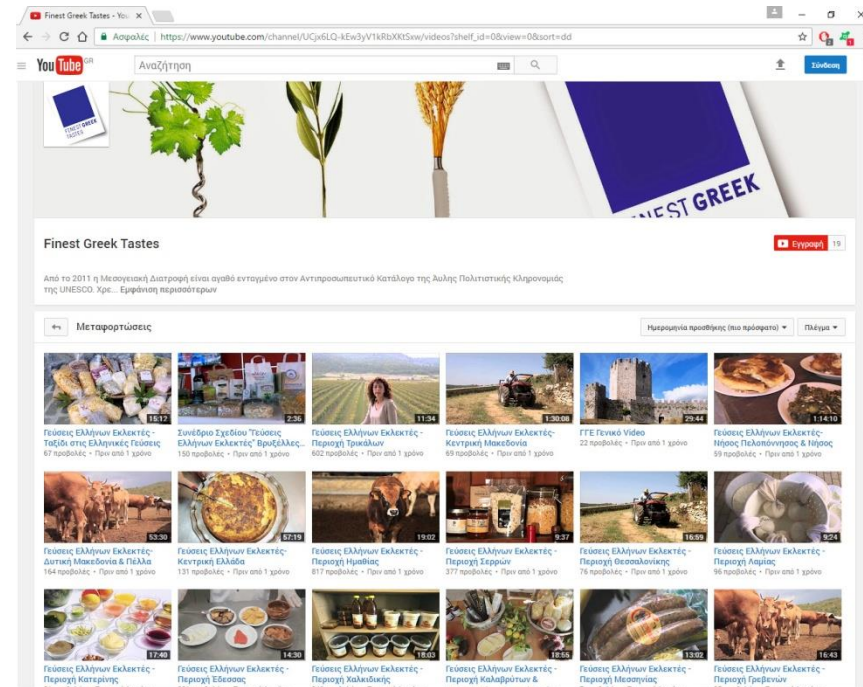 Finest Greek Tastes - You
Ασφαλές | https://www.youtube.com/channel/UCjx6LQ-kEw3yV1kRbXKtSxw/videos?shelf_id=0&view=0&sort=dd
You Tube GR
Αναζήτηση
Σύνδεση
FINEST GREEK
TASTES
FINEST GREEK
Finest Greek Tastes
Εγγραφή 19
Από το 2011 η Μεσογειακή Διατροφή είναι αγαθό ενταγμένο στον Αντιπροσωπευτικό Κατάλογο της Άυλης Πολιτιστικής Κληρονομιάς
της UNESCO. Χρε... Εμφάνιση περισσότερων
Μεταφορτώσεις
Ημερομηνία προσθήκης (πιο πρόσφατο)
Πλέγμα
15:12 2:36 11:34 1:30:06 29:44 1:14:10
Γεύσεις Ελλήνων Εκλεκτές -
Ταξίδι στις Ελληνικές Γεύσεις
67 προβολές • Πριν από 1 χρόνο
Συνέδριο Σχεδίου "Γεύσεις
Ελλήνων Εκλεκτές" Βρυξέλλες...
150 προβολές • Πριν από 1 χρόνο
Γεύσεις Ελλήνων Εκλεκτές -
Περιοχή Τρικάλων
602 προβολές • Πριν από 1 χρόνο
Γεύσεις Ελλήνων Εκλεκτές-
Κεντρική Μακεδονία
69 προβολές • Πριν από 1 χρόνο
ΓΓΕ Γενικό Video
22 προβολές • Πριν από 1 χρόνο
Γεύσεις Ελλήνων Εκλεκτές-
Νήσος Πελοπόννησος & Νήσος
59 προβολές • Πριν από 1 χρόνο
53:30 57:19 19:02 9:37 16:59 9:24
Γεύσεις Ελλήνων Εκλεκτές-
Δυτική Μακεδονία & Πέλλα
164 προβολές • Πριν από 1 χρόνο
Γεύσεις Ελλήνων Εκλεκτές-
Κεντρική Ελλάδα
131 προβολές • Πριν από 1 χρόνο
Γεύσεις Ελλήνων Εκλεκτές -
Περιοχή Ημαθίας
817 προβολές • Πριν από 1 χρόνο
Γεύσεις Ελλήνων Εκλεκτές -
Περιοχή Σερρών
377 προβολές • Πριν από 1 χρόνο
Γεύσεις Ελλήνων Εκλεκτές -
Περιοχή Θεσσαλονίκης
76 προβολές • Πριν από 1 χρόνο
Γεύσεις Ελλήνων Εκλεκτές -
Περιοχή Λαμίας
96 προβολές • Πριν από 1 χρόνο
17:40 14:30 18:03 18:55 13:02 16:43
Γεύσεις Ελλήνων Εκλεκτές -
Περιοχή Κατερίνης
Γεύσεις Ελλήνων Εκλεκτές -
Περιοχή Έδεσσας
Γεύσεις Ελλήνων Εκλεκτές -
Περιοχή Χαλκιδικής
Γεύσεις Ελλήνων Εκλεκτές -
Περιοχή Καλαβρύτων &
Γεύσεις Ελλήνων Εκλεκτές -
Περιοχή Μεσσηνίας
Γεύσεις Ελλήνων Εκλεκτές -
Περιοχή Γρεβενών